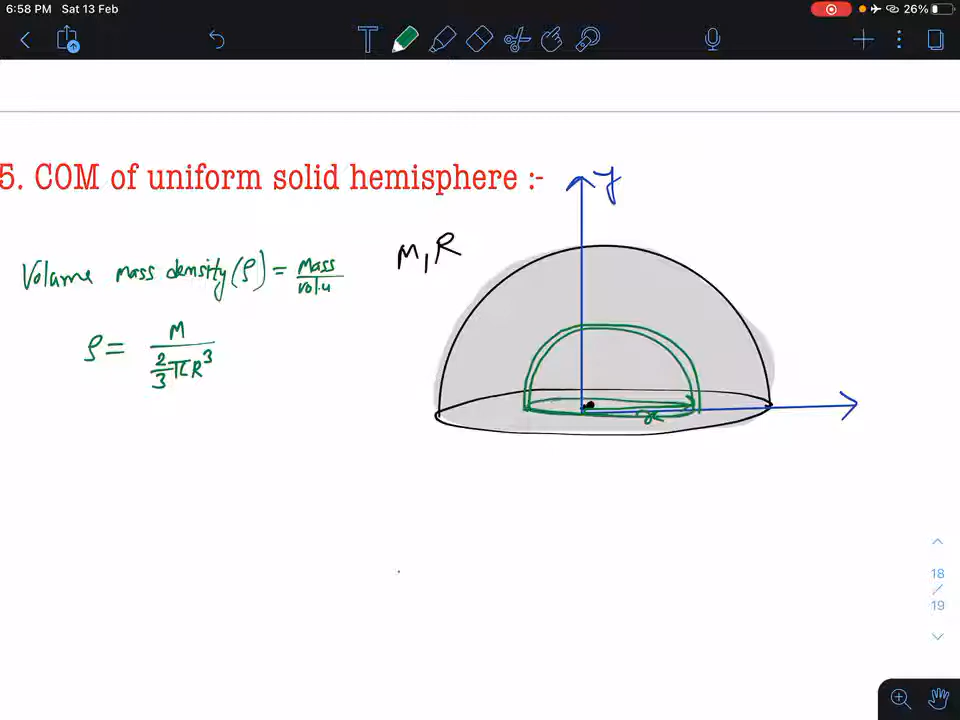 6:58 PM Sat 13 Feb
26%
T
5. COM of uniform solid hemisphere :-
y
M, R
Volume mass density (ρ) = Mass / Volu
ρ = M / 2/3 πR³
x
18
/
19